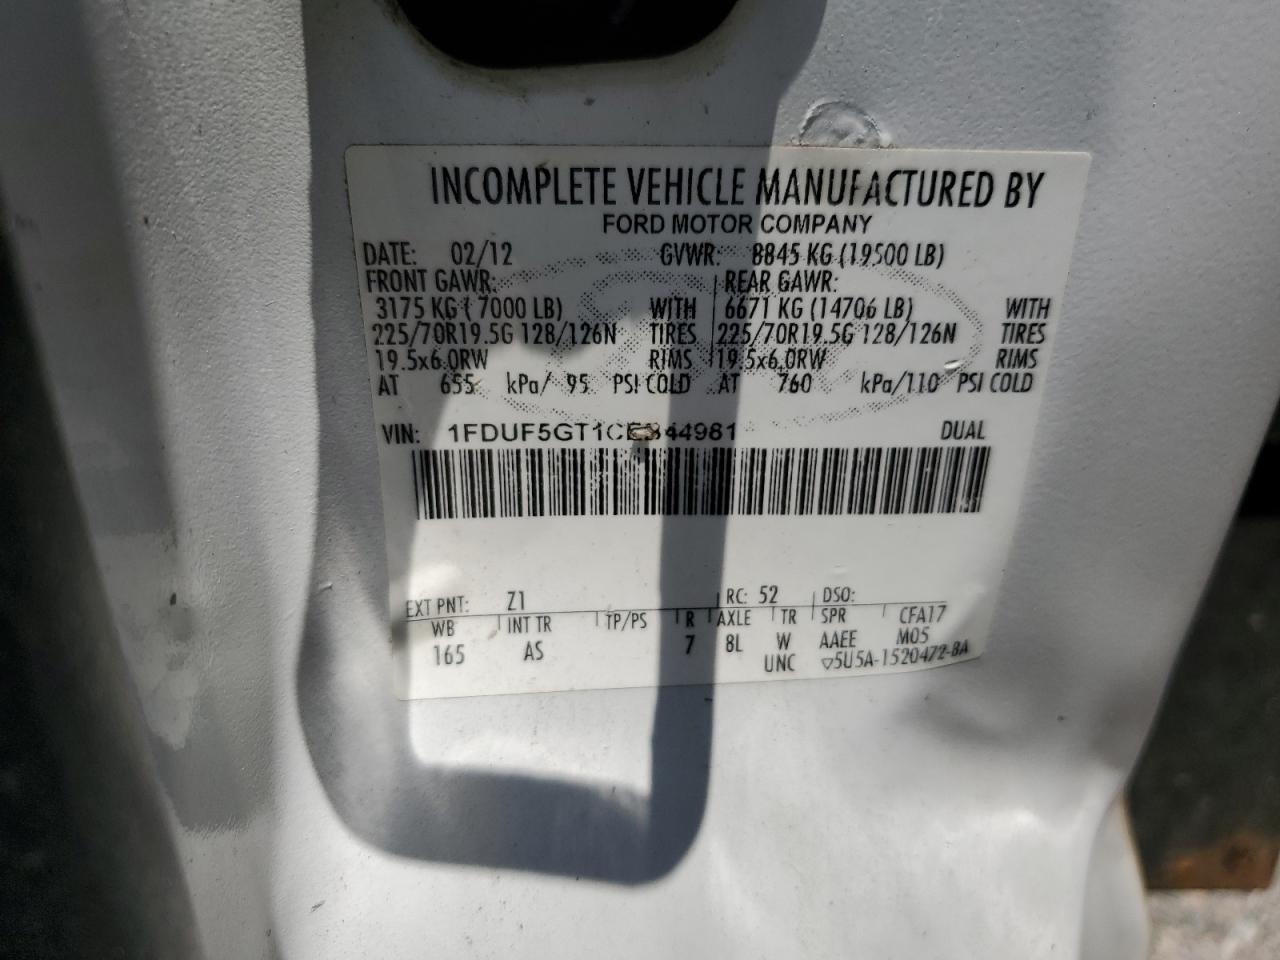 INCOMPLETE VEHICLE MANUFACTURED BY
FORD MOTOR COMPANY
DATE: 02/12 GVWR: 8845 KG (19500 LB)
FRONT GAWR: REAR GAWR:
3175 KG ( 7000 LB) WITH 6671 KG (14706 LB) WITH
225/70R19.5G 128/126N TIRES 225/70R19.5G 128/126N TIRES
19.5x6.0RW RIMS 19.5x6.0RW RIMS
AT 655 kPa/ 95 PSI COLD AT 760 kPa/110 PSI COLD
VIN: DUAL
EXT PNT: Z1 RC: 52 DSO:
WB INT TR TP/PS R AXLE TR SPR CFA17
165 AS 7 8L W AAEE M05
UNC ▽5U5A-1520472-BA